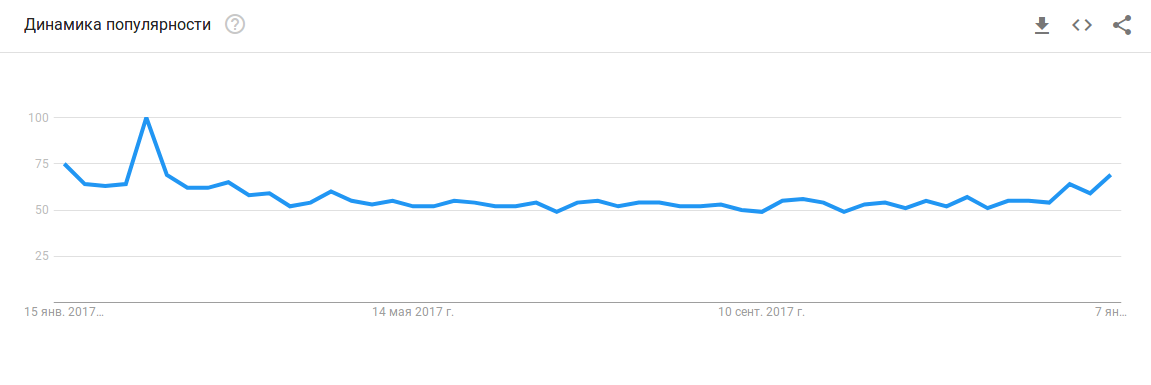 Динамика популярности ?
100
75
50
25
15 янв. 2017...
14 мая 2017 г.
10 сент. 2017 г.
7 ян...